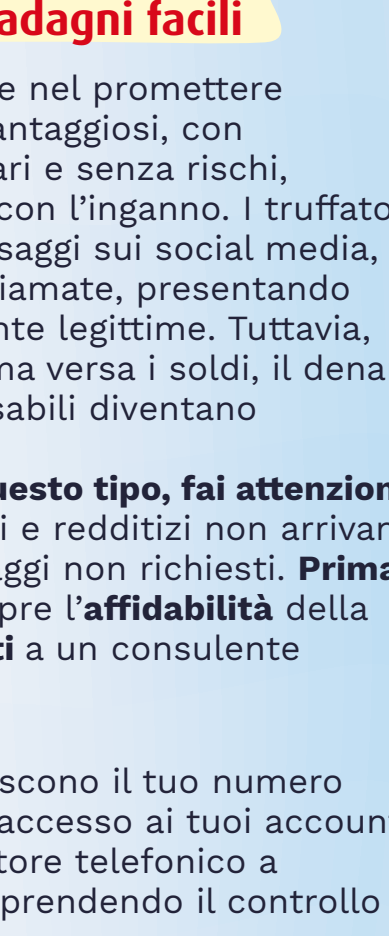 adagni facili
e nel promettere
antaggiosi, con
ari e senza rischi,
con l’inganno. I truffato
saggi sui social media,
iamate, presentando
nte legittime. Tuttavia,
ma versa i soldi, il dena
sabili diventano
uesto tipo, fai attenzion
i e redditizi non arrivar
ggi non richiesti. Prima
pre l’affidabilità della
ti a un consulente
scono il tuo numero
accesso ai tuoi accoun
tore telefonico a
prendendo il controllo